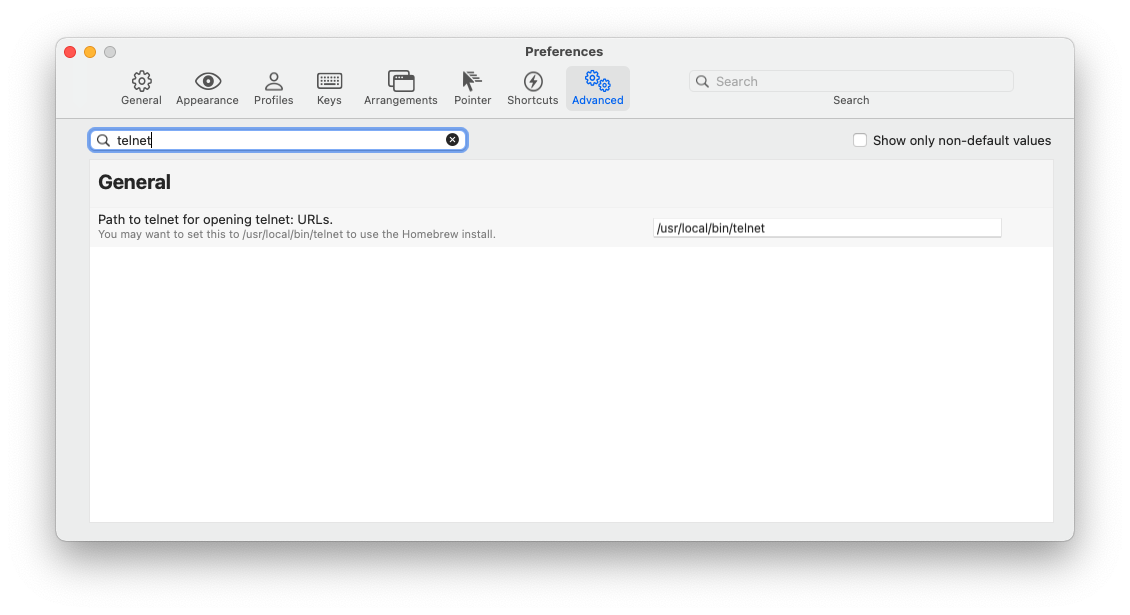 Preferences
General Appearance Profiles Keys Arrangements Pointer Shortcuts Advanced Search
Search
telnet
Show only non-default values
General
Path to telnet for opening telnet: URLs.
You may want to set this to /usr/local/bin/telnet to use the Homebrew install.
/usr/local/bin/telnet